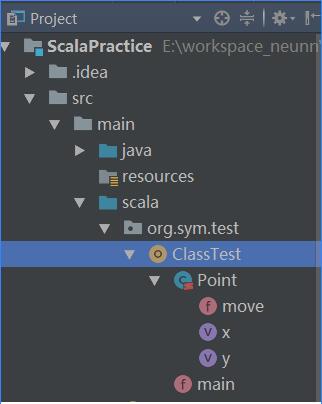 Project
ScalaPractice E:\workspace_neunn
.idea
src
main
java
resources
scala
org.sym.test
ClassTest
Point
move
x
y
main